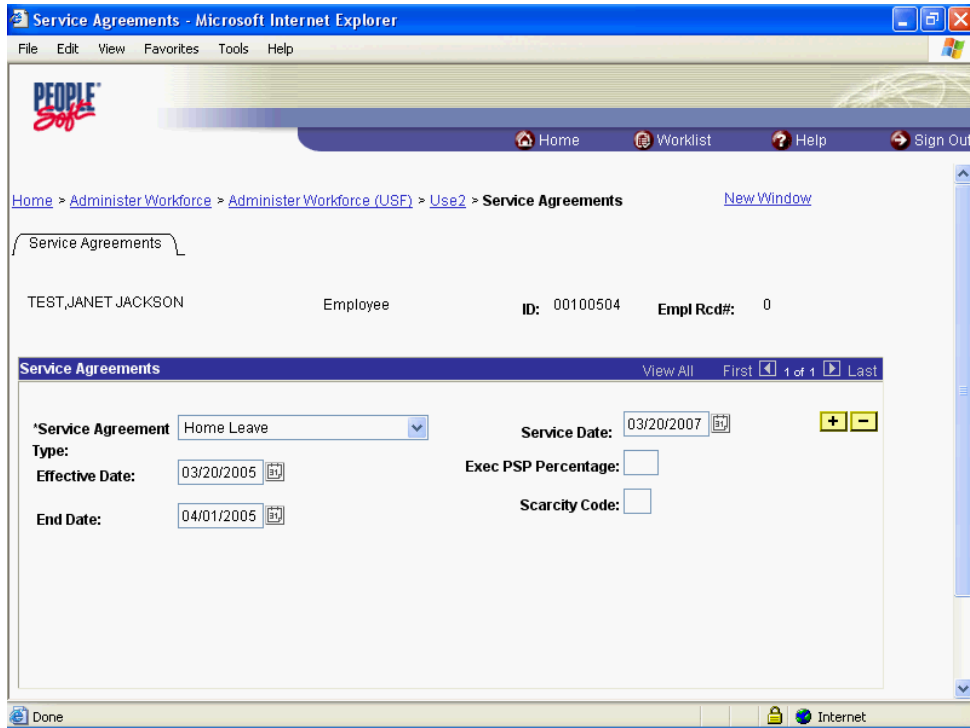 Service Agreements - Microsoft Internet Explorer
File Edit View Favorites Tools Help
PEOPLE
Soft
Home Worklist Help Sign Out
Home > Administer Workforce > Administer Workforce (USF) > Use2 > Service Agreements New Window
Service Agreements
TEST,JANET JACKSON Employee ID: 00100504 Empl Rcd#: 0
Service Agreements View All First 1 of 1 Last
*Service Agreement Type: Home Leave Service Date: 03/20/2007
Effective Date: 03/20/2005 Exec PSP Percentage:
End Date: 04/01/2005 Scarcity Code:
Done Internet